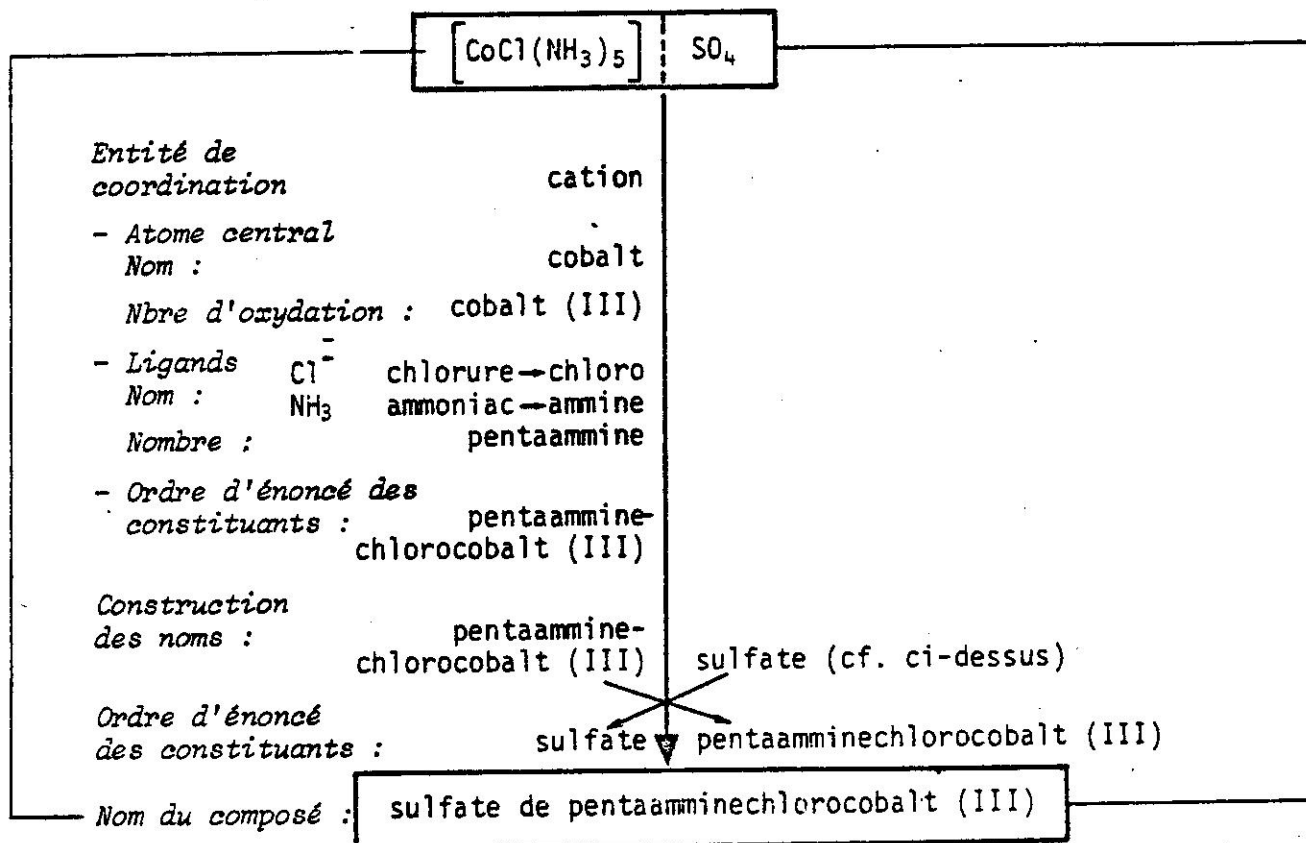 [CoCl(NH₃)₅] SO₄
Entité de
coordination cation
- Atome central
Nom : cobalt
Nbre d'oxydation : cobalt (III)
- Ligands Cl⁻ chlorure→chloro
Nom : NH₃ ammoniac→ammine
Nombre : pentaammine
- Ordre d'énoncé des
constituants : pentaammine-
chlorocobalt (III)
Construction
des noms : pentaammine-
chlorocobalt (III) sulfate (cf. ci-dessus)
Ordre d'énoncé
des constituants : sulfate pentaamminechlorocobalt (III)
Nom du composé : sulfate de pentaamminechlorocobalt (III)